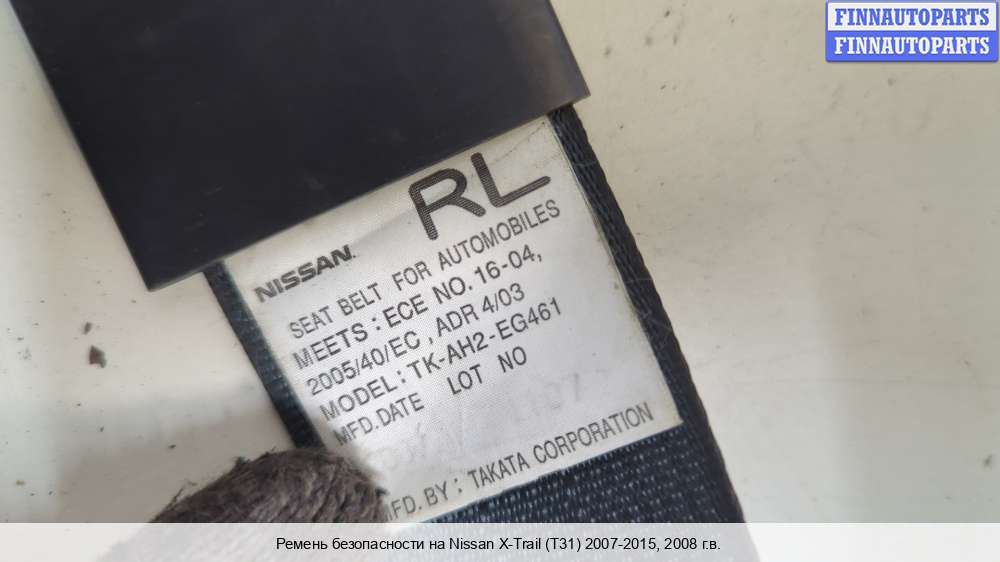 FINNAUTOPARTS
FINNAUTOPARTS
RL
NISSAN.
SEAT BELT FOR AUTOMOBILES
MEETS : ECE NO. 16-04,
2005/40/EC , ADR 4/03
MODEL : TK-AH2-EG461
MFD.DATE LOT NO
MFD. BY : TAKATA CORPORATION
Ремень безопасности на Nissan X-Trail (T31) 2007-2015, 2008 г.в.